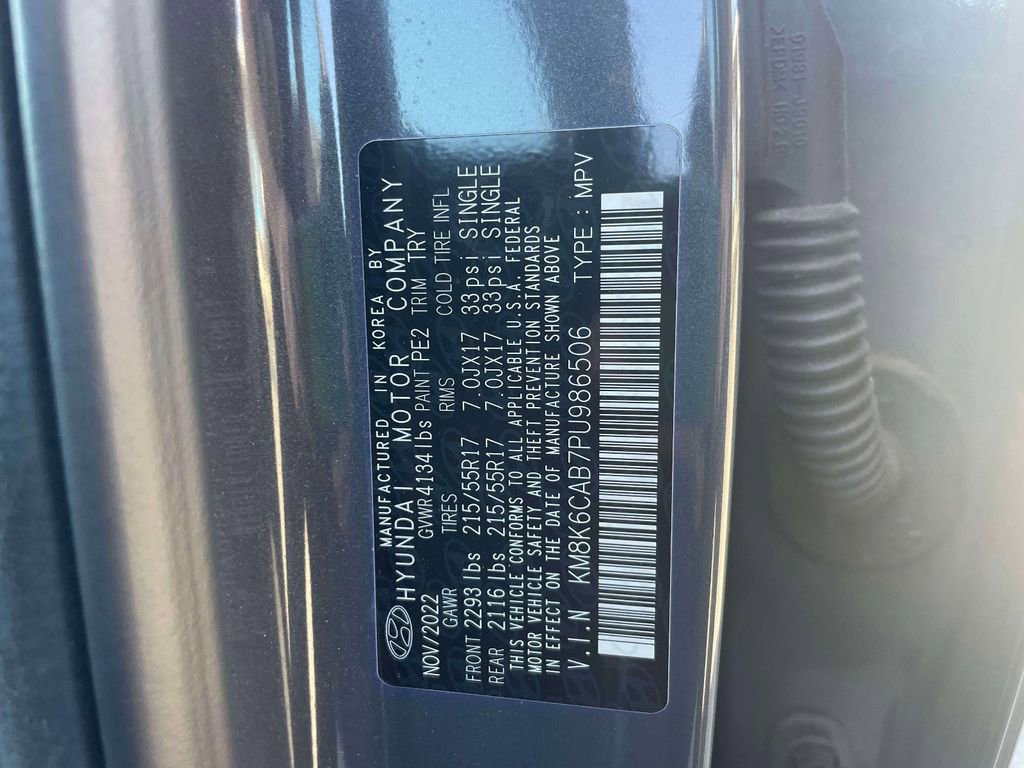 MANUFACTURED IN KOREA BY
HYUNDAI MOTOR COMPANY
NOV/2022 GVWR 4134 lbs PAINT PE2 TRIM TRY
GAWR TIRES RIMS COLD TIRE INFL
FRONT 2293 lbs 215/55R17 7.0JX17 33psi SINGLE
REAR 2116 lbs 215/55R17 7.0JX17 33psi SINGLE
THIS VEHICLE CONFORMS TO ALL APPLICABLE U.S.A. FEDERAL
MOTOR VEHICLE SAFETY AND THEFT PREVENTION STANDARDS
IN EFFECT ON THE DATE OF MANUFACTURE SHOWN ABOVE
V.I.N KM8K6CAB7PU986506 TYPE : MPV